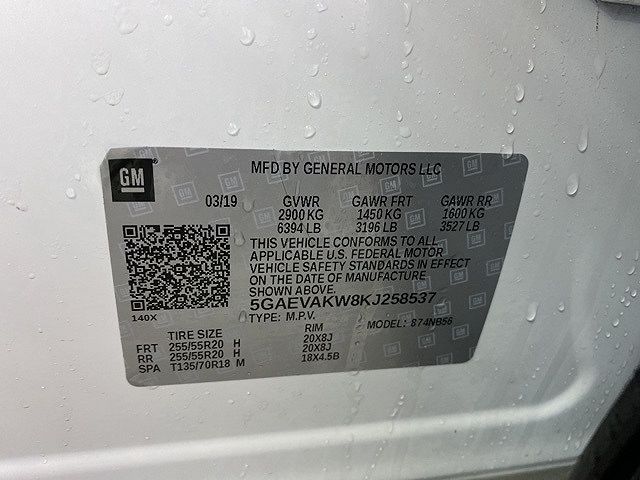 MFD BY GENERAL MOTORS LLC
GM
03/19 GVWR GAWR FRT GAWR RR
2900 KG 1450 KG 1600 KG
6394 LB 3196 LB 3527 LB
THIS VEHICLE CONFORMS TO ALL
APPLICABLE U.S. FEDERAL MOTOR
VEHICLE SAFETY STANDARDS IN EFFECT
ON THE DATE OF MANUFACTURE
SHOWN ABOVE.
5GAEVAKW8KJ258537
140X
TYPE: M.P.V. MODEL: 874NB56
TIRE SIZE RIM
FRT 255/55R20 H 20X8J
RR 255/55R20 H 20X8J
SPA T135/70R18 M 18X4.5B